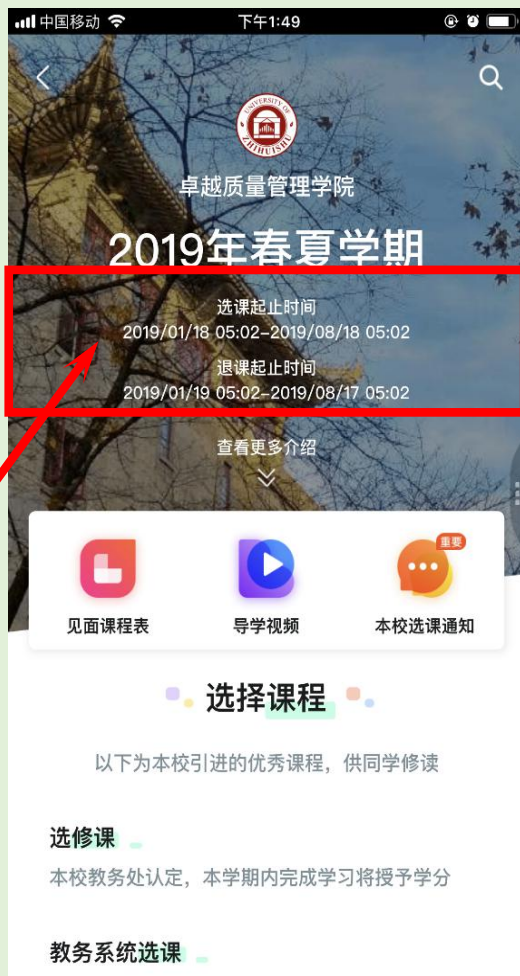 中国移动 下午1:49
UNIVERSITY OF
ZHIHUISHU
卓越质量管理学院
2019年春夏学期
选课起止时间
2019/01/18 05:02-2019/08/18 05:02
退课起止时间
2019/01/19 05:02-2019/08/17 05:02
查看更多介绍
重要
见面课程表 导学视频 本校选课通知
选择课程
以下为本校引进的优秀课程，供同学修读
选修课
本校教务处认定，本学期内完成学习将授予学分
教务系统选课